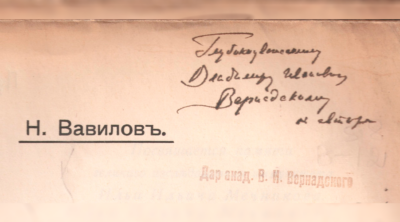 Глубокоуважаемому
Владимиру Ивановичу
Вернадскому
от автора
Н. Вавиловъ.
Дар акад. В. И. Вернадского